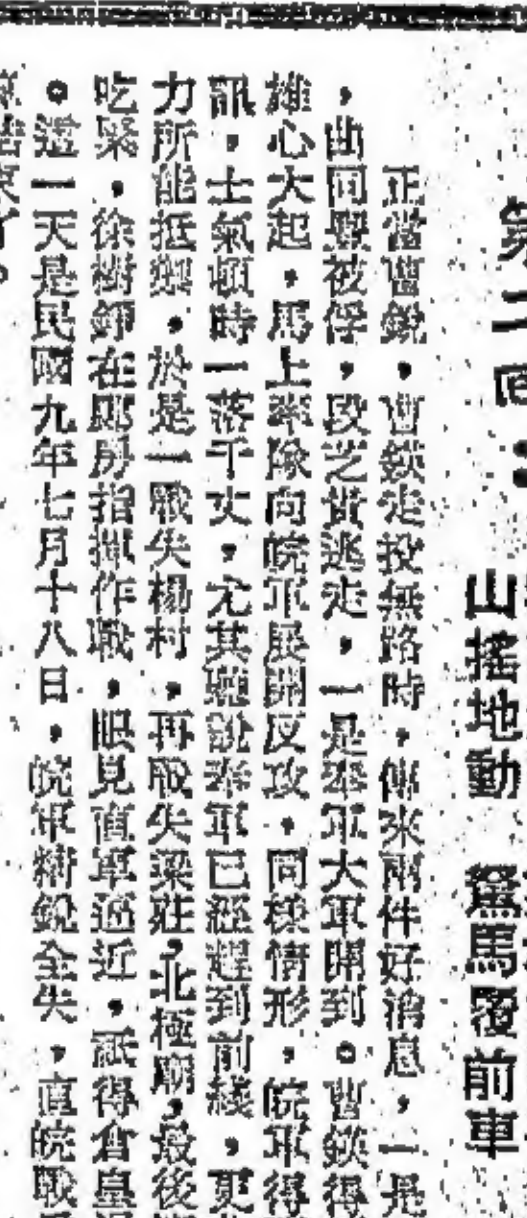 第二回
山搖地動　駑馬覆前車
正當曹銳，曹鍈走投無路時，傳來兩件好消息，一是
，曲同豐被俘，段芝貴逃走，一是奉軍大軍開到。曹鍈得
雄心大起，馬上率隊向皖軍展開反攻，同樣情形，皖軍得
訊，士氣頓時一落千丈，尤其聽說奉軍已經趕到前綫，更
力所能抵禦，於是一戰失楊村，再戰失梁莊，北極廟，最後
吃緊，徐樹錚在廊房指揮作戰，眼見直軍逼近，祇得倉皇
。這一天是民國九年七月十八日，皖軍精銳全失，直皖戰